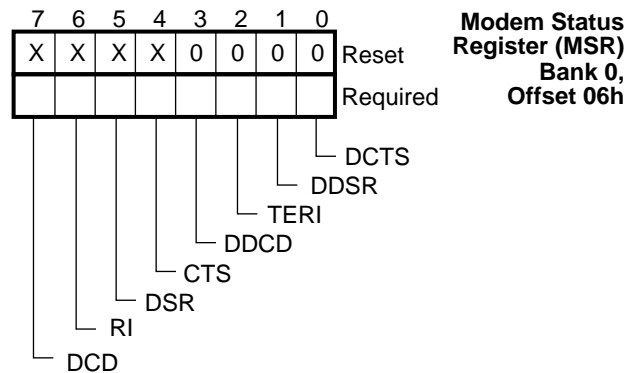 7 6 5 4 3 2 1 0
X X X X 0 0 0 0 Reset
Required
Modem Status
Register (MSR)
Bank 0,
Offset 06h
DCTS
DDSR
TERI
DDCD
CTS
DSR
RI
DCD